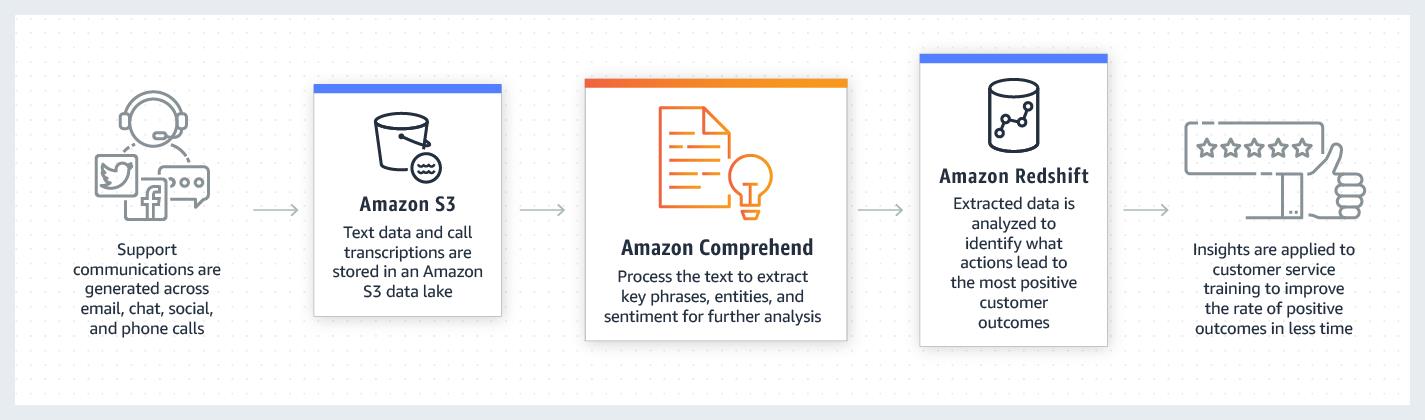 Support
communications are
generated across
email, chat, social,
and phone calls
Amazon S3
Text data and call
transcriptions are
stored in an Amazon
S3 data lake
Amazon Comprehend
Process the text to extract
key phrases, entities, and
sentiment for further analysis
Amazon Redshift
Extracted data is
analyzed to
identify what
actions lead to
the most positive
customer
outcomes
Insights are applied to
customer service
training to improve
the rate of positive
outcomes in less time